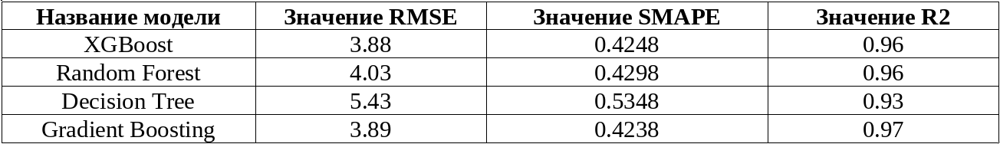 Название модели Значение RMSE Значение SMAPE Значение R2
XGBoost 3.88 0.4248 0.96
Random Forest 4.03 0.4298 0.96
Decision Tree 5.43 0.5348 0.93
Gradient Boosting 3.89 0.4238 0.97